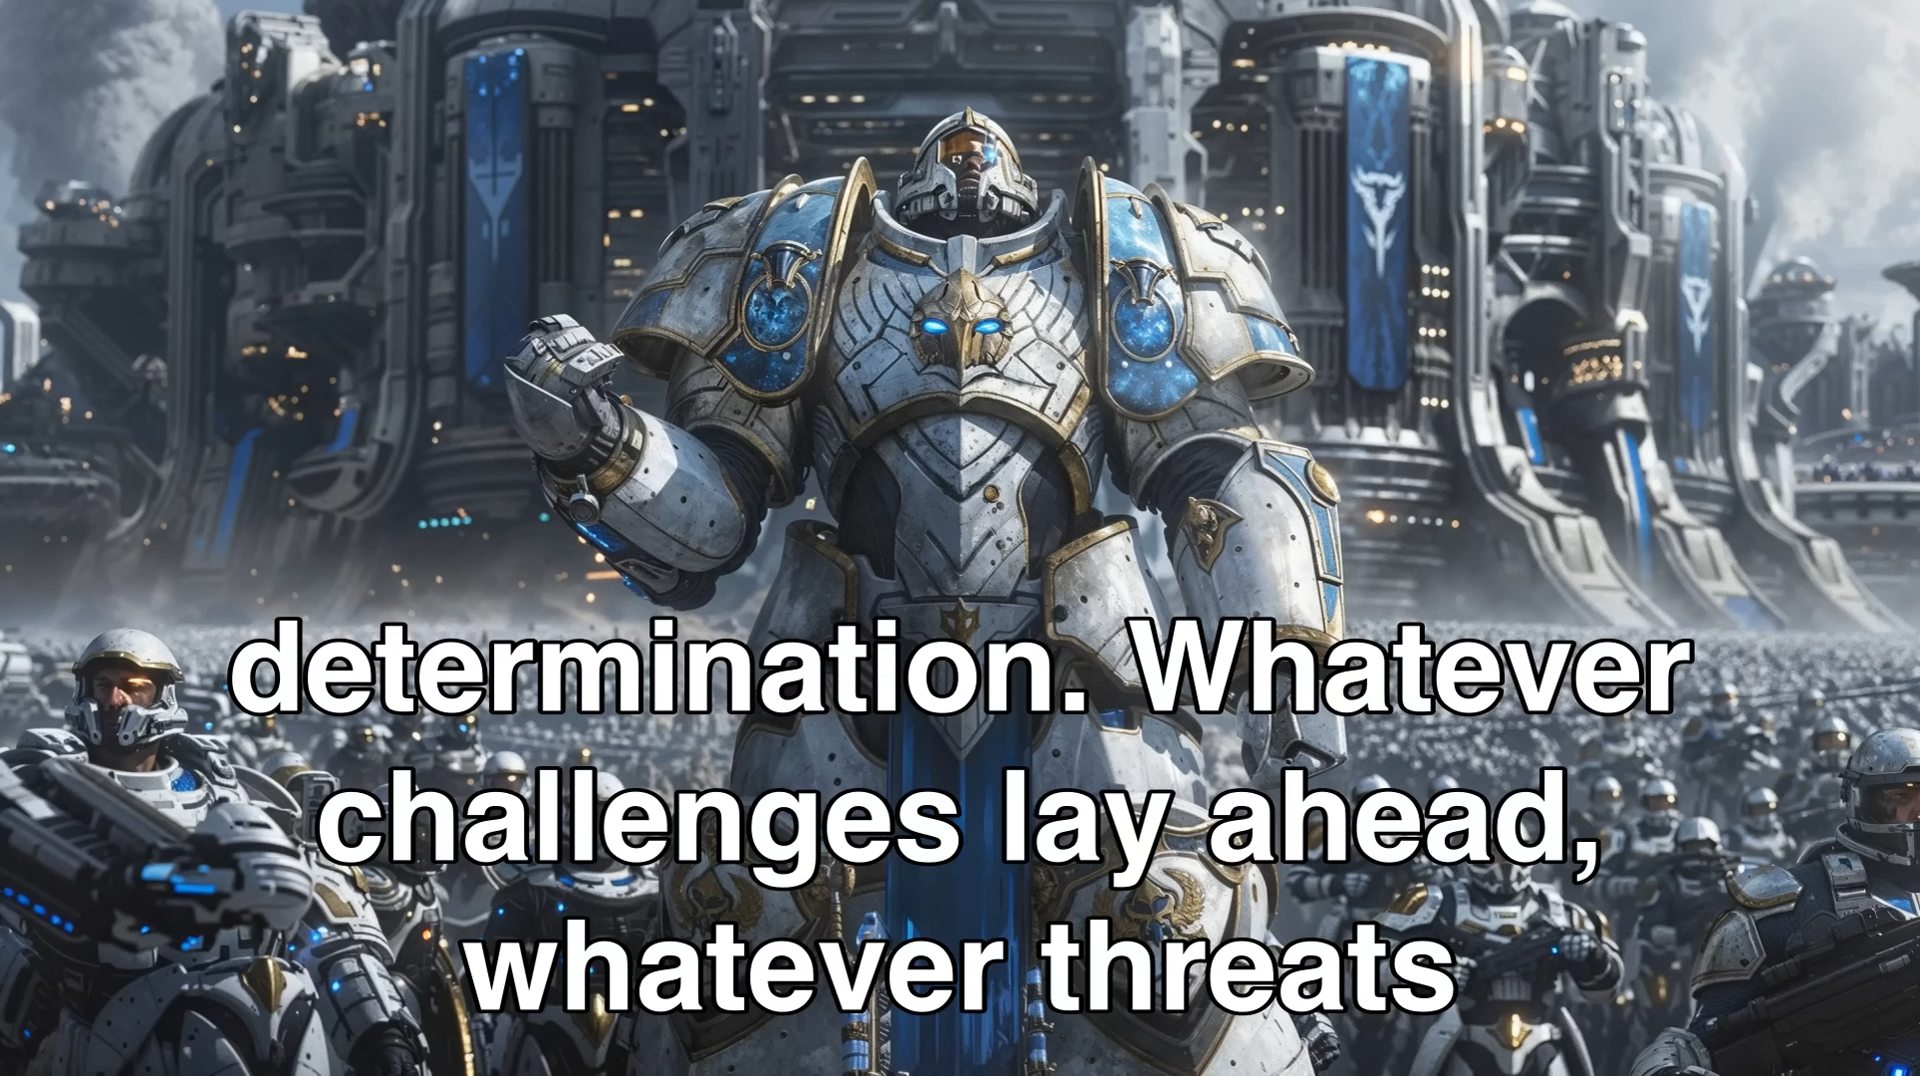 determination. Whatever
challenges lay ahead,
whatever threats